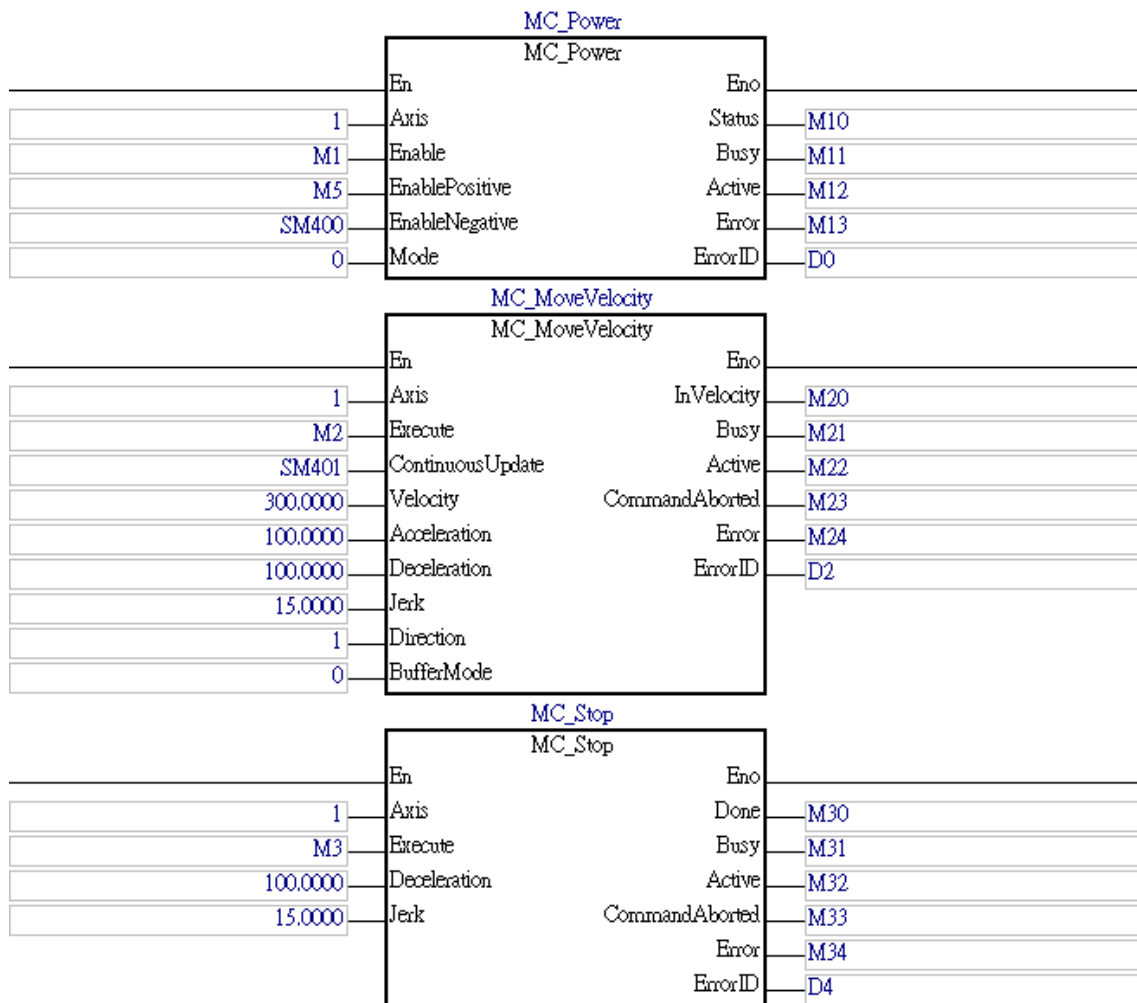 MC_Power
MC_Power
En Eno
1 Axis Status M10
M1 Enable Busy M11
M5 EnablePositive Active M12
SM400 EnableNegative Error M13
0 Mode ErrorID D0
MC_MoveVelocity
MC_MoveVelocity
En Eno
1 Axis InVelocity M20
M2 Execute Busy M21
SM401 ContinuousUpdate Active M22
300.0000 Velocity CommandAborted M23
100.0000 Acceleration Error M24
100.0000 Deceleration ErrorID D2
15.0000 Jerk
1 Direction
0 BufferMode
MC_Stop
MC_Stop
En Eno
1 Axis Done M30
M3 Execute Busy M31
100.0000 Deceleration Active M32
15.0000 Jerk CommandAborted M33
Error M34
ErrorID D4